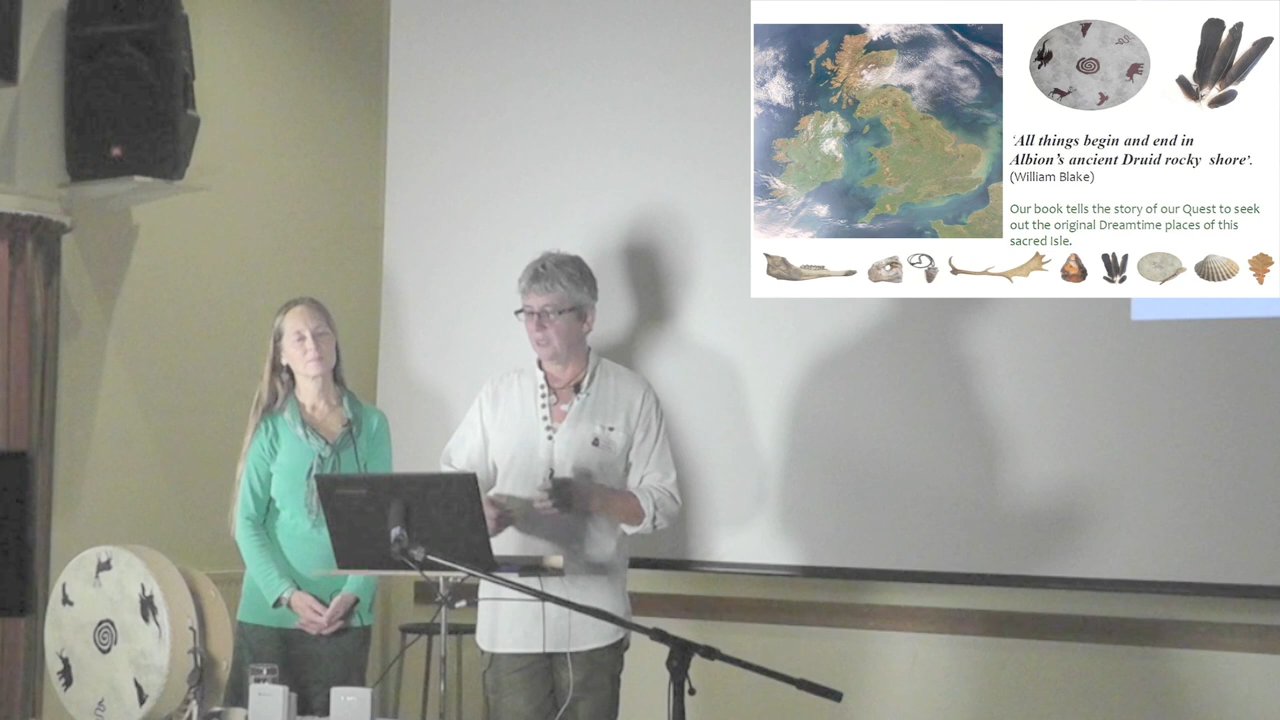 ‘All things begin and end in
Albion’s ancient Druid rocky shore’.
(William Blake)
Our book tells the story of our Quest to seek
out the original Dreamtime places of this
sacred Isle.